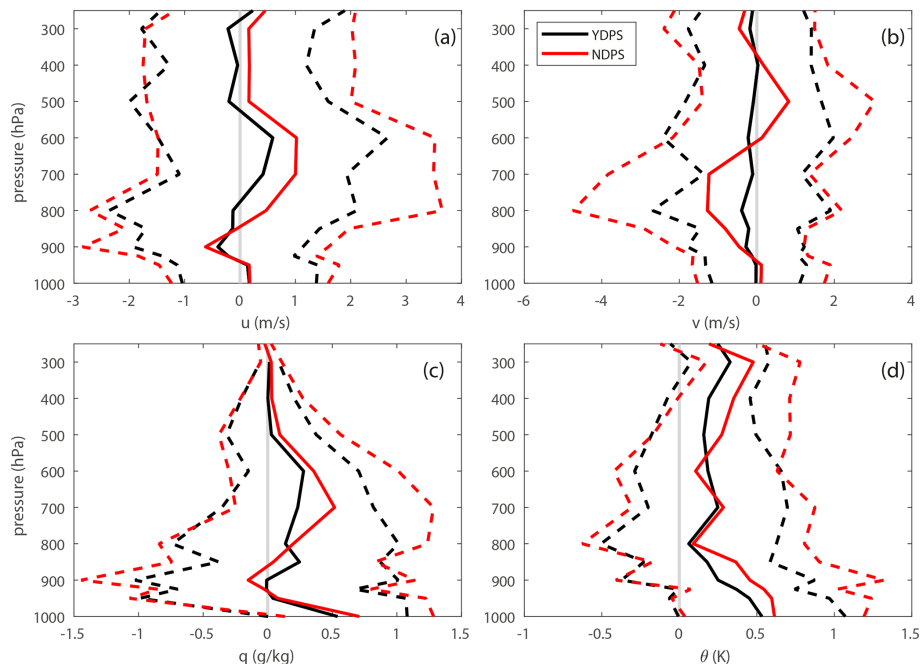 (a)
300
400
500
600
700
800
900
1000
pressure (hPa)
-3 -2 -1 0 1 2 3 4
u (m/s)
YDPS
NDPS
(b)
300
400
500
600
700
800
900
1000
-6 -4 -2 0 2 4
v (m/s)
(c)
300
400
500
600
700
800
900
1000
pressure (hPa)
-1.5 -1 -0.5 0 0.5 1 1.5
q (g/kg)
(d)
300
400
500
600
700
800
900
1000
-1 -0.5 0 0.5 1 1.5
θ (K)